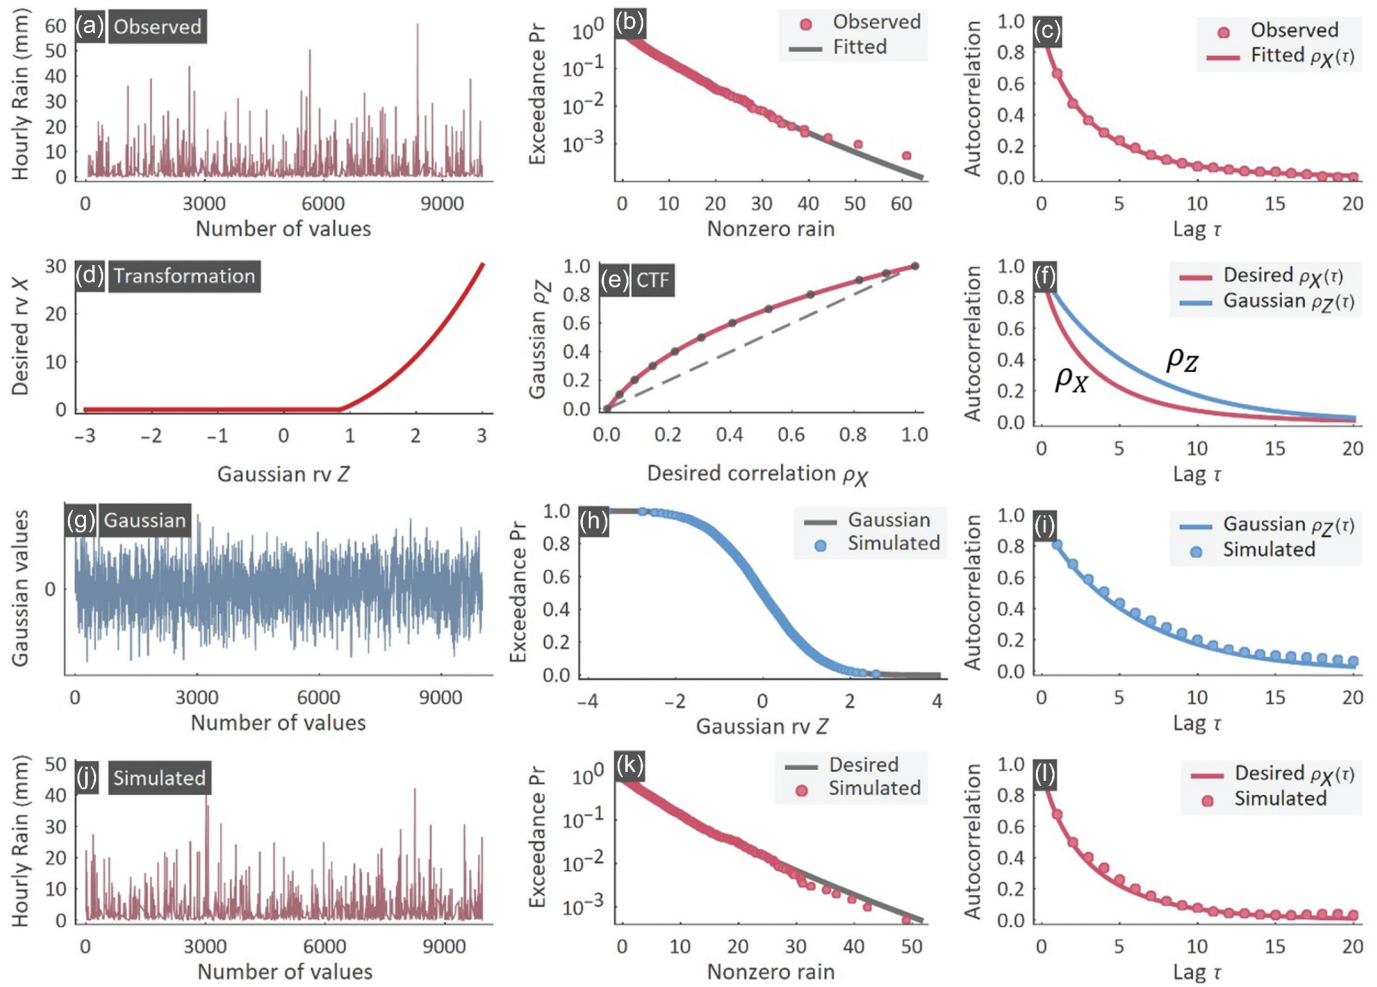 (a) Observed
Hourly Rain (mm)
60
50
40
30
20
10
0
0 3000 6000 9000
Number of values
(b)
Observed
Fitted
Exceedance Pr
10⁰
10⁻¹
10⁻²
10⁻³
0 10 20 30 40 50 60
Nonzero rain
(c)
Observed
Fitted ρX(τ)
Autocorrelation
1.0
0.8
0.6
0.4
0.2
0.0
0 5 10 15 20
Lag τ
(d) Transformation
Desired rv X
30
20
10
0
−3 −2 −1 0 1 2 3
Gaussian rv Z
(e) CTF
Gaussian ρZ
1.0
0.8
0.6
0.4
0.2
0.0
0.0 0.2 0.4 0.6 0.8 1.0
Desired correlation ρX
(f)
Desired ρX(τ)
Gaussian ρZ(τ)
ρZ
ρX
Autocorrelation
1.0
0.8
0.6
0.4
0.2
0.0
0 5 10 15 20
Lag τ
(g) Gaussian
Gaussian values
0
3000 6000 9000
Number of values
(h)
Gaussian
Simulated
Exceedance Pr
1.0
0.8
0.6
0.4
0.2
0.0
−4 −2 0 2 4
Gaussian rv Z
(i)
Gaussian ρZ(τ)
Simulated
Autocorrelation
1.0
0.8
0.6
0.4
0.2
0.0
0 5 10 15 20
Lag τ
(j) Simulated
Hourly Rain (mm)
50
40
30
20
10
0
0 3000 6000 9000
Number of values
(k)
Desired
Simulated
Exceedance Pr
10⁰
10⁻¹
10⁻²
10⁻³
0 10 20 30 40 50
Nonzero rain
(l)
Desired ρX(τ)
Simulated
Autocorrelation
1.0
0.8
0.6
0.4
0.2
0.0
0 5 10 15 20
Lag τ